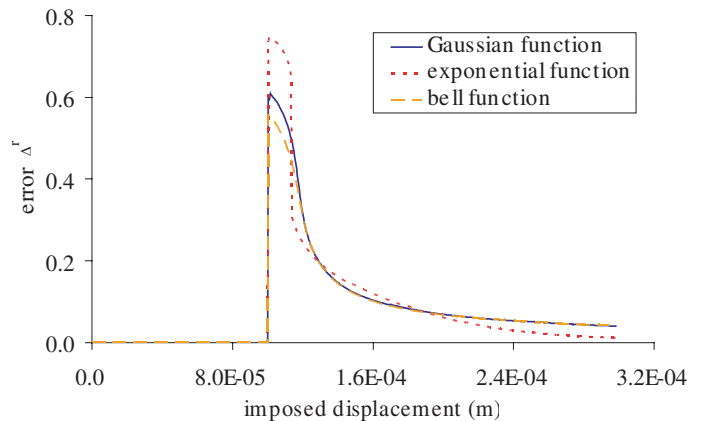 0.8
Gaussian function
exponential function
bell function
0.6
error Δr
0.4
0.2
0.0
0.0 8.0E-05 1.6E-04 2.4E-04 3.2E-04
imposed displacement (m)